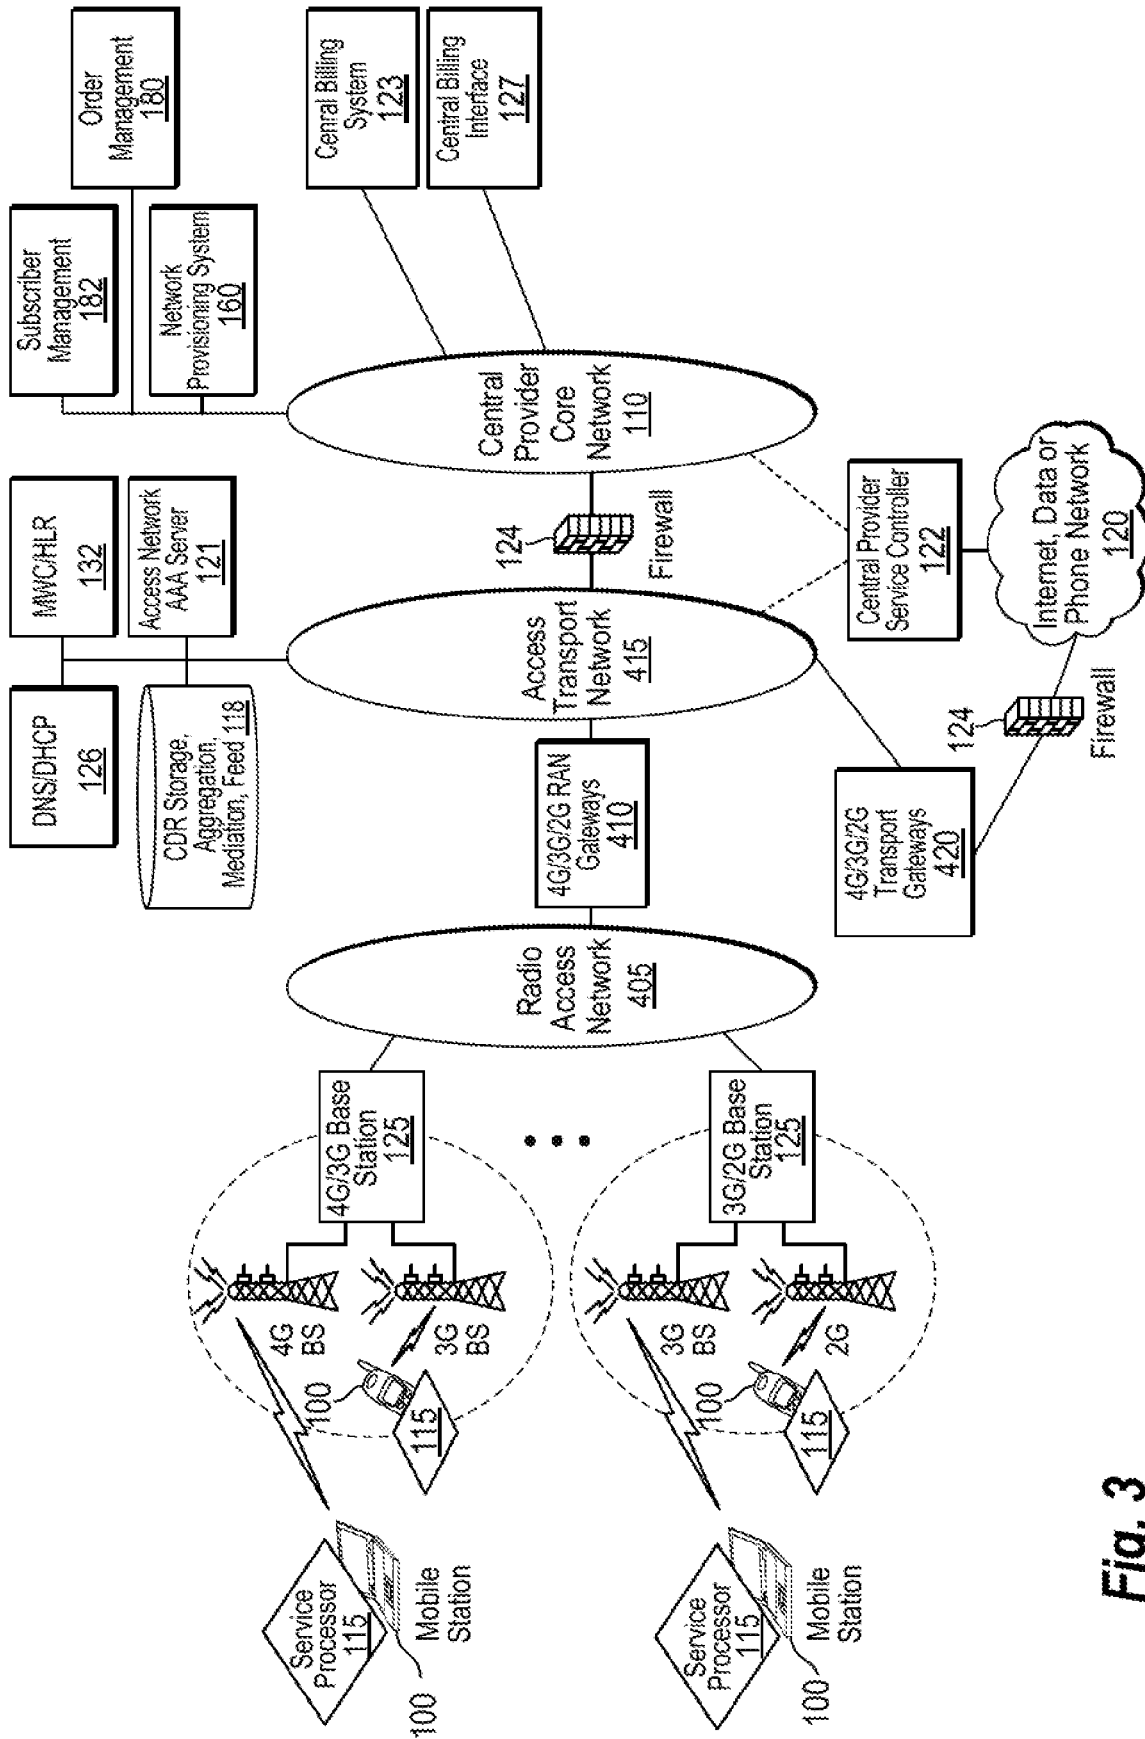 Subscriber
Management
182
Order
Management
180
Network
Provisioning System
160
Cenral Billing
System
123
Central Billing
Interface
127
DNS/DHCP
126
MWC/HLR
132
CDR Storage,
Aggregation,
Mediation, Feed 118
Access Network
AAA Server
121
Service
Processor
115
Mobile
Station
100
4G
BS
3G
BS
100
115
4G/3G Base
Station
125
Radio
Access
Network
405
4G/3G/2G RAN
Gateways
410
Access
Transport
Network
415
124
Firewall
Central
Provider
Core
Network
110
Service
Processor
115
Mobile
Station
100
3G
BS
2G
100
115
3G/2G Base
Station
125
4G/3G/2G
Transport
Gateways
420
124
Firewall
Central Provider
Service Controller
122
Internet, Data or
Phone Network
120
Fig. 3